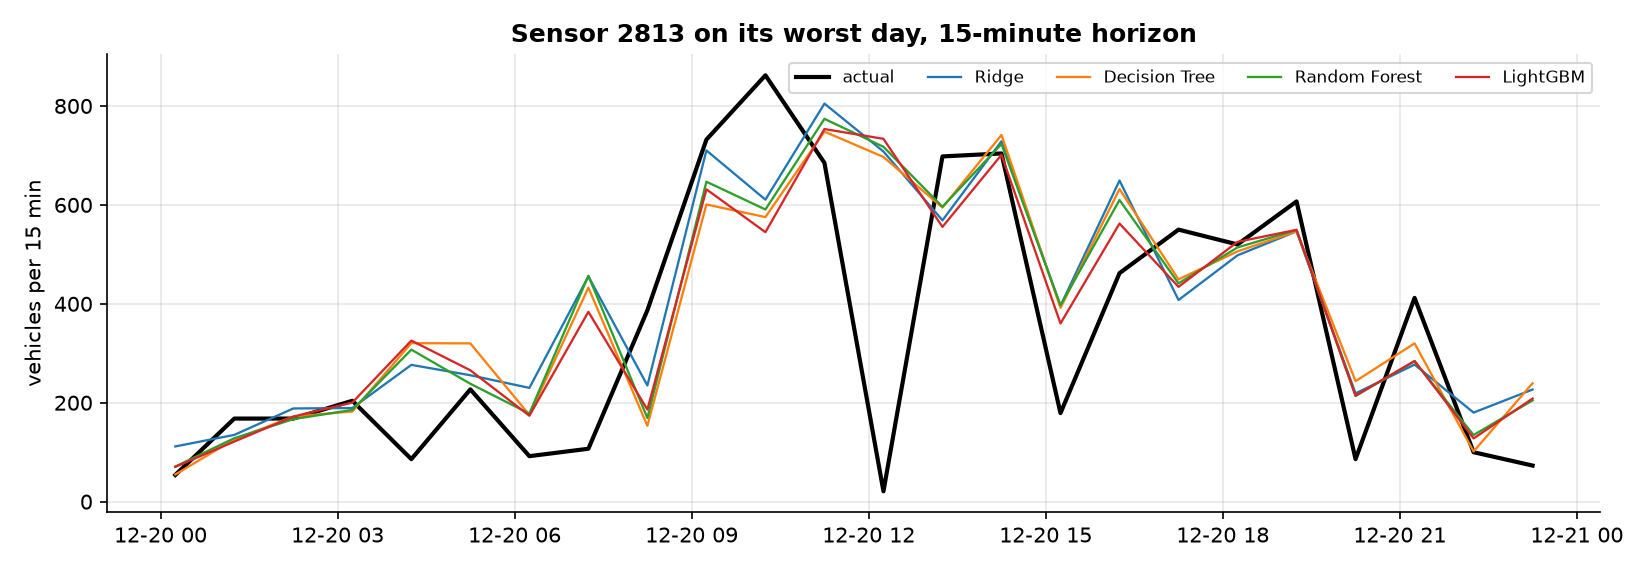 Sensor 2813 on its worst day, 15-minute horizon
actual Ridge Decision Tree Random Forest LightGBM
vehicles per 15 min
800
600
400
200
0
12-20 00 12-20 03 12-20 06 12-20 09 12-20 12 12-20 15 12-20 18 12-20 21 12-21 00